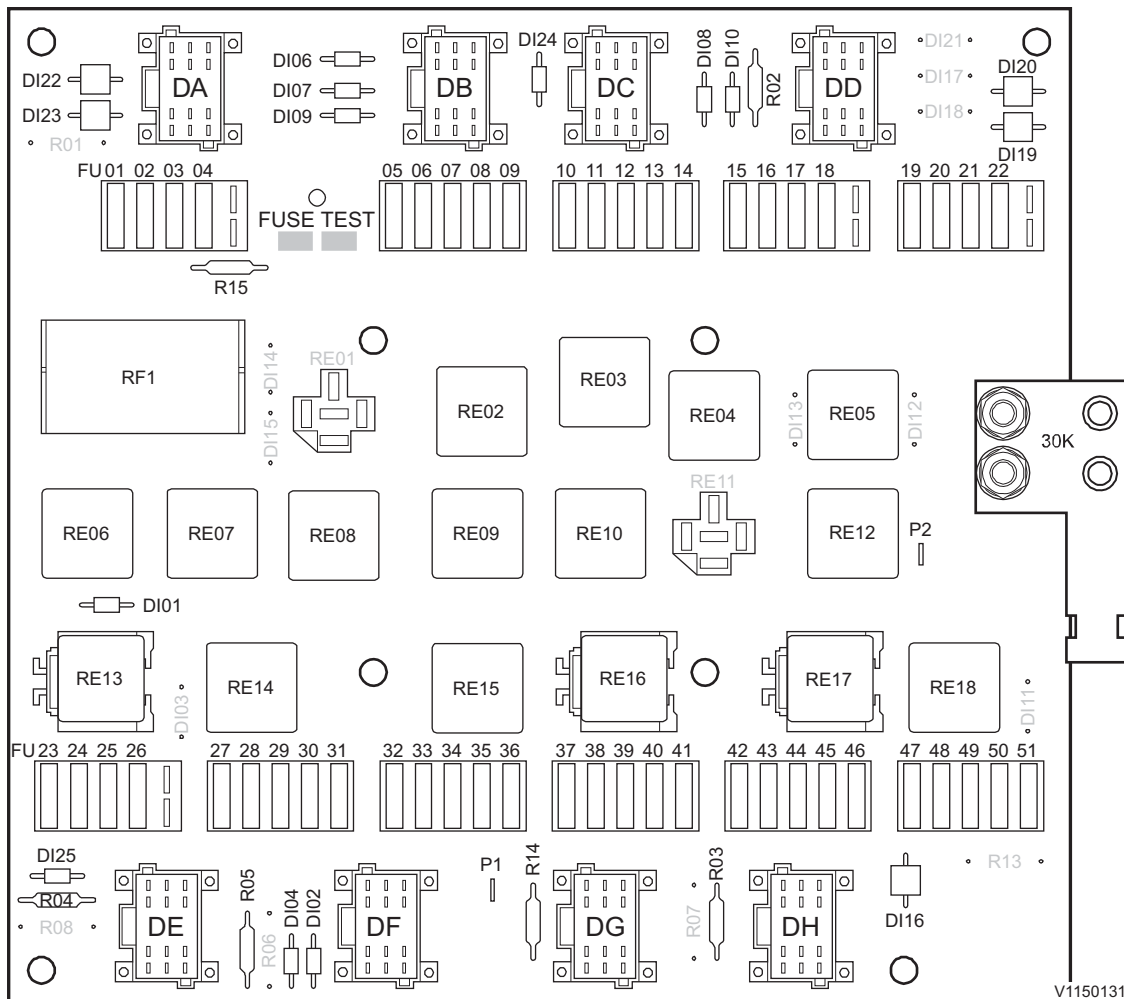 DI22
DI23
R01
DA
DI06
DI07
DI09
DB
DI24
DC
DI08
DI10
R02
DD
DI21
DI17
DI18
DI20
DI19
FU 01 02 03 04
FUSE TEST
05 06 07 08 09
10 11 12 13 14
15 16 17 18
19 20 21 22
R15
RF1
DI14
DI15
RE01
RE02
RE03
RE04
DI13
RE05
DI12
30K
RE06
RE07
RE08
RE09
RE10
RE11
RE12
P2
DI01
RE13
DI03
RE14
RE15
RE16
RE17
RE18
DI11
FU 23 24 25 26
27 28 29 30 31
32 33 34 35 36
37 38 39 40 41
42 43 44 45 46
47 48 49 50 51
DI25
R04
R08
DE
R05
R06
DI04
DI02
DF
P1
R14
DG
R07
R03
DH
DI16
R13
V1150131